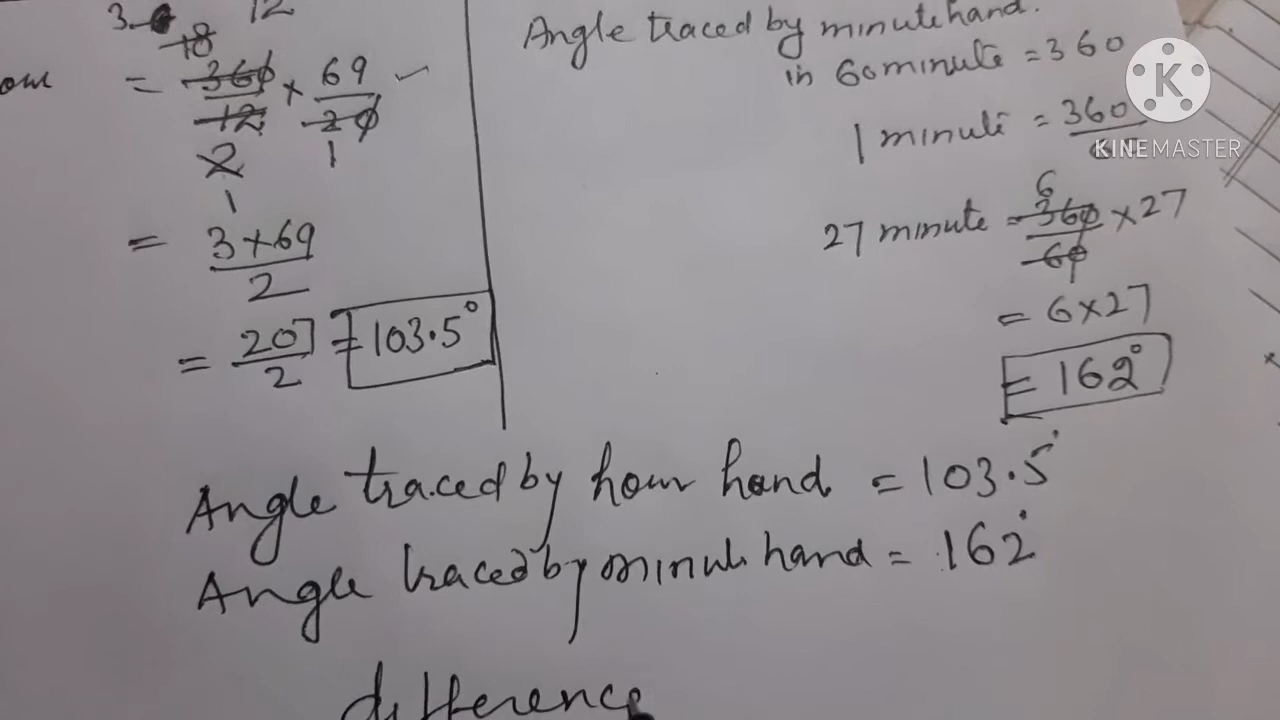 3 12
18
our = 360/12 × 69/20
2 1
1
= 3×69/2
= 207/2 = 103.5°
Angle traced by minute hand.
in 60 minute = 360
1 minute = 360/60
6
27 minute = 360/60 × 27
= 6×27
= 162°
Angle traced by hour hand = 103.5°
Angle traced by minute hand = 162°
difference
K
KINEMASTER